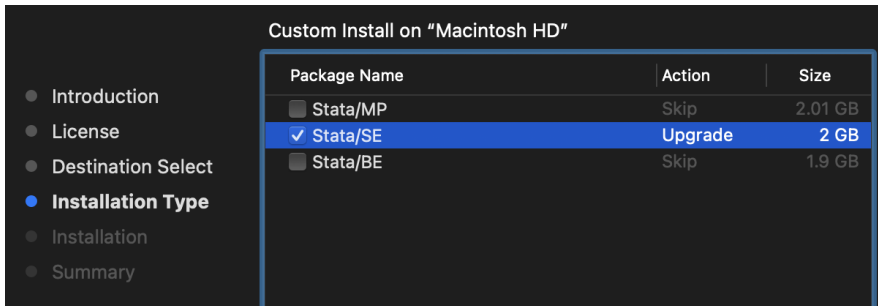 Custom Install on “Macintosh HD”
Introduction
License
Destination Select
Installation Type
Installation
Summary
Package Name Action Size
Stata/MP Skip 2.01 GB
Stata/SE Upgrade 2 GB
Stata/BE Skip 1.9 GB